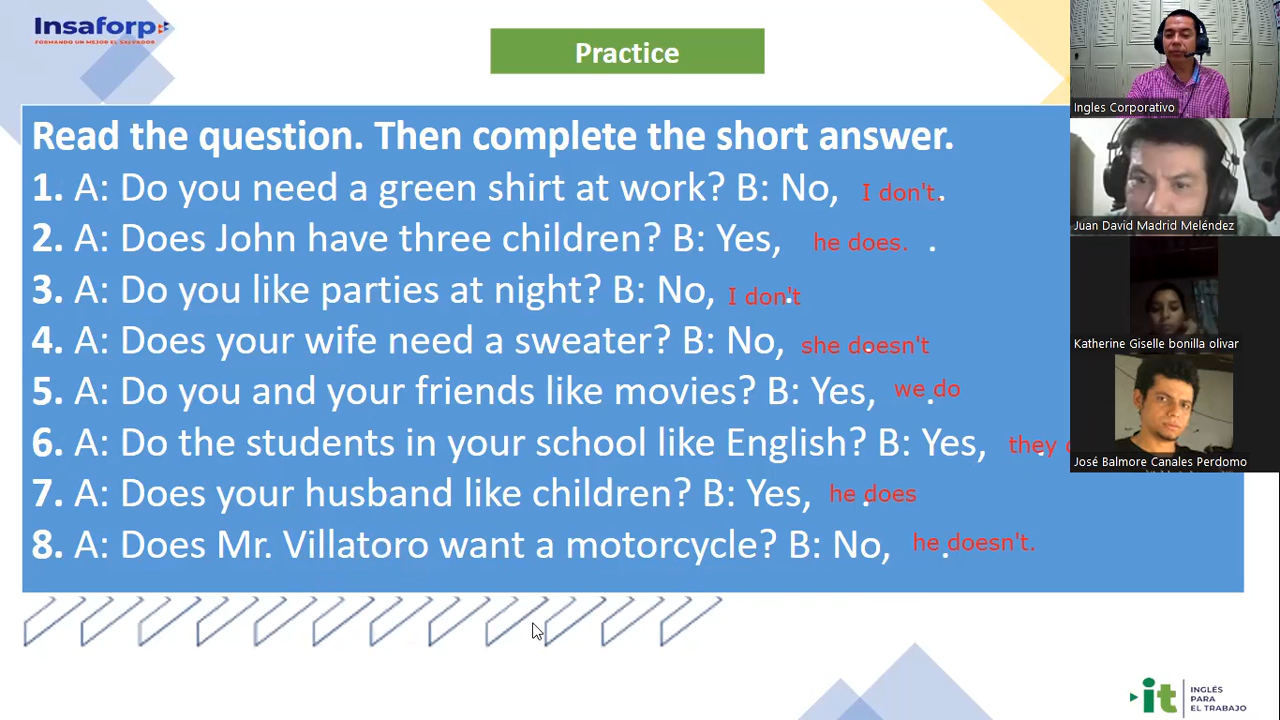 Insaforp
FORMANDO UN MEJOR EL SALVADOR
Practice
Read the question. Then complete the short answer.
1. A: Do you need a green shirt at work? B: No, I don't. .
2. A: Does John have three children? B: Yes, he does. .
3. A: Do you like parties at night? B: No, I don't .
4. A: Does your wife need a sweater? B: No, she doesn't .
5. A: Do you and your friends like movies? B: Yes, we do .
6. A: Do the students in your school like English? B: Yes, they
7. A: Does your husband like children? B: Yes, he does .
8. A: Does Mr. Villatoro want a motorcycle? B: No, he doesn't. .
Ingles Corporativo
Juan David Madrid Meléndez
Katherine Giselle bonilla olivar
José Balmore Canales Perdomo
it
INGLÉS
PARA
EL TRABAJO